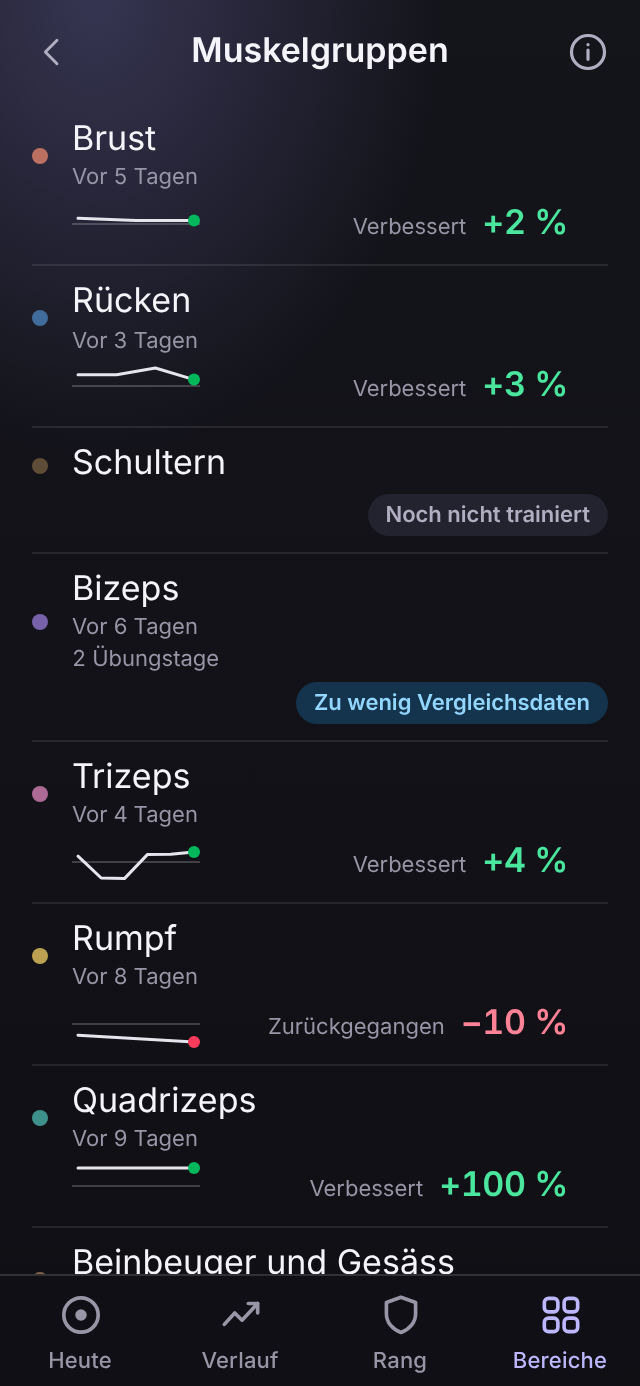 Muskelgruppen
Brust
Vor 5 Tagen
Verbessert +2 %
Rücken
Vor 3 Tagen
Verbessert +3 %
Schultern
Noch nicht trainiert
Bizeps
Vor 6 Tagen
2 Übungstage
Zu wenig Vergleichsdaten
Trizeps
Vor 4 Tagen
Verbessert +4 %
Rumpf
Vor 8 Tagen
Zurückgegangen −10 %
Quadrizeps
Vor 9 Tagen
Verbessert +100 %
Beinbeuger und Gesäss
Heute Verlauf Rang Bereiche